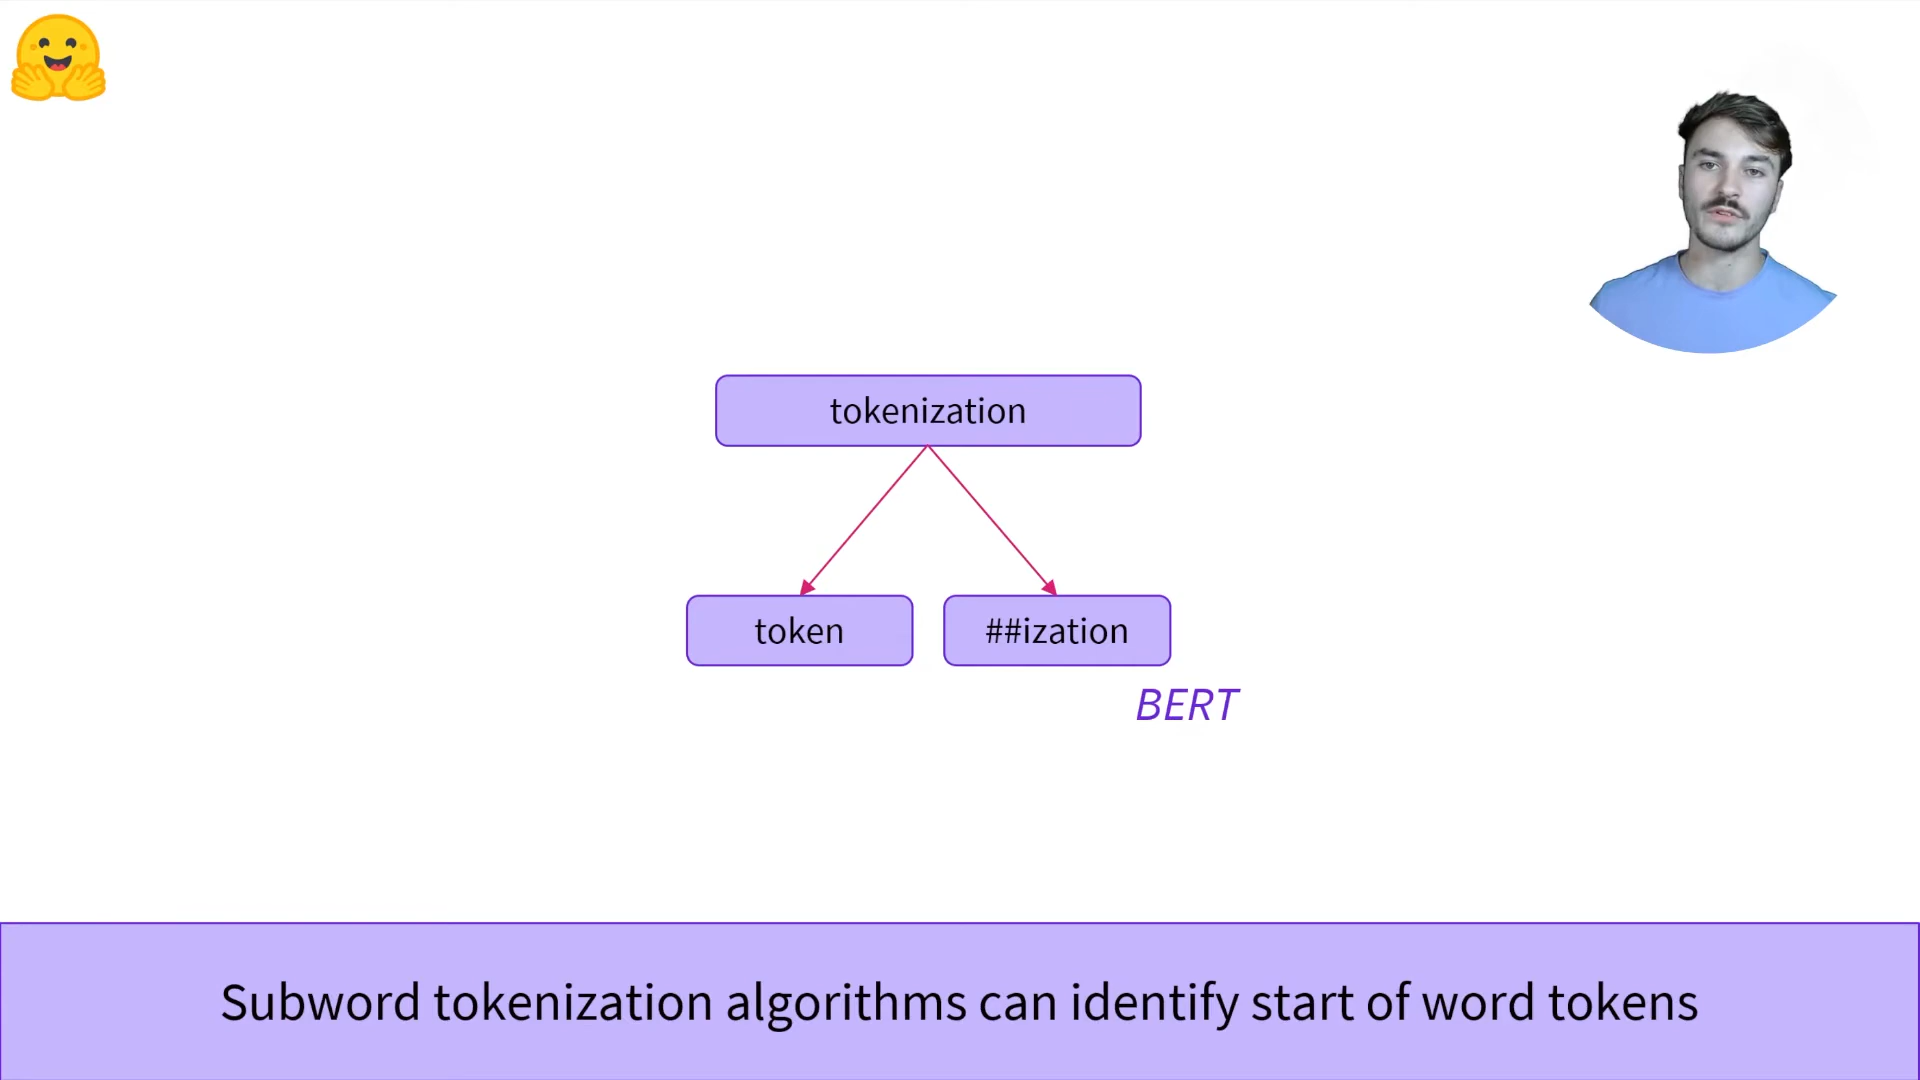 tokenization
token
##ization
BERT
Subword tokenization algorithms can identify start of word tokens